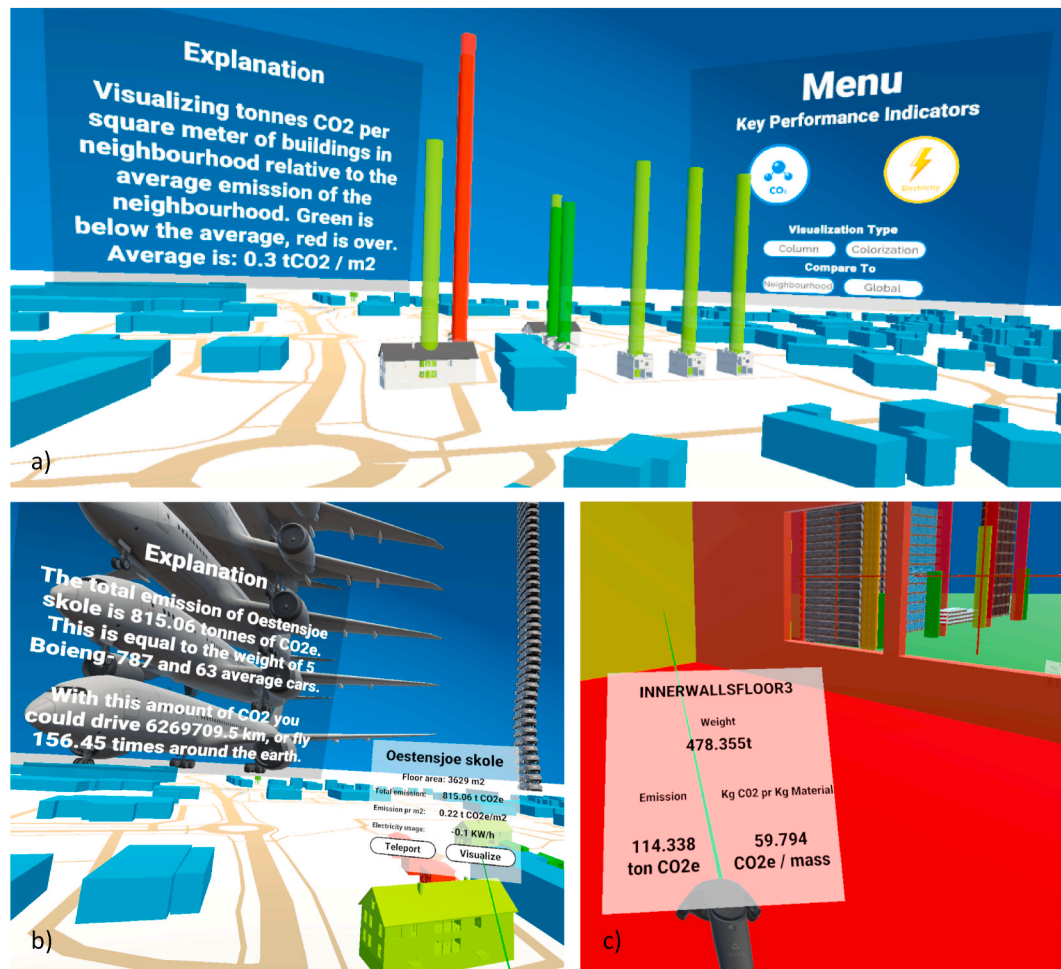 Explanation
Visualizing tonnes CO2 per
square meter of buildings in
neighbourhood relative to the
average emission of the
neighbourhood. Green is
below the average, red is over.
Average is: 0.3 tCO2 / m2
Menu
Key Performance Indicators
CO₂
Electricity
Visualization Type
Column
Colorization
Compare To
Neighbourhood
Global
a)
Explanation
The total emission of Oestensjoe
skole is 815.06 tonnes of CO2e.
This is equal to the weight of 5
Boieng-787 and 63 average cars.
With this amount of CO2 you
could drive 6269709.5 km, or fly
156.45 times around the earth.
Oestensjoe skole
Floor area: 3629 m2
Total emission: 815.06 t CO2e
Emission pr m2: 0.22 t CO2e/m2
Electricity usage: -0.1 KW/h
Teleport
Visualize
b)
INNERWALLSFLOOR3
Weight
478.355t
Emission
Kg C02 pr Kg Material
114.338
ton CO2e
59.794
CO2e / mass
c)